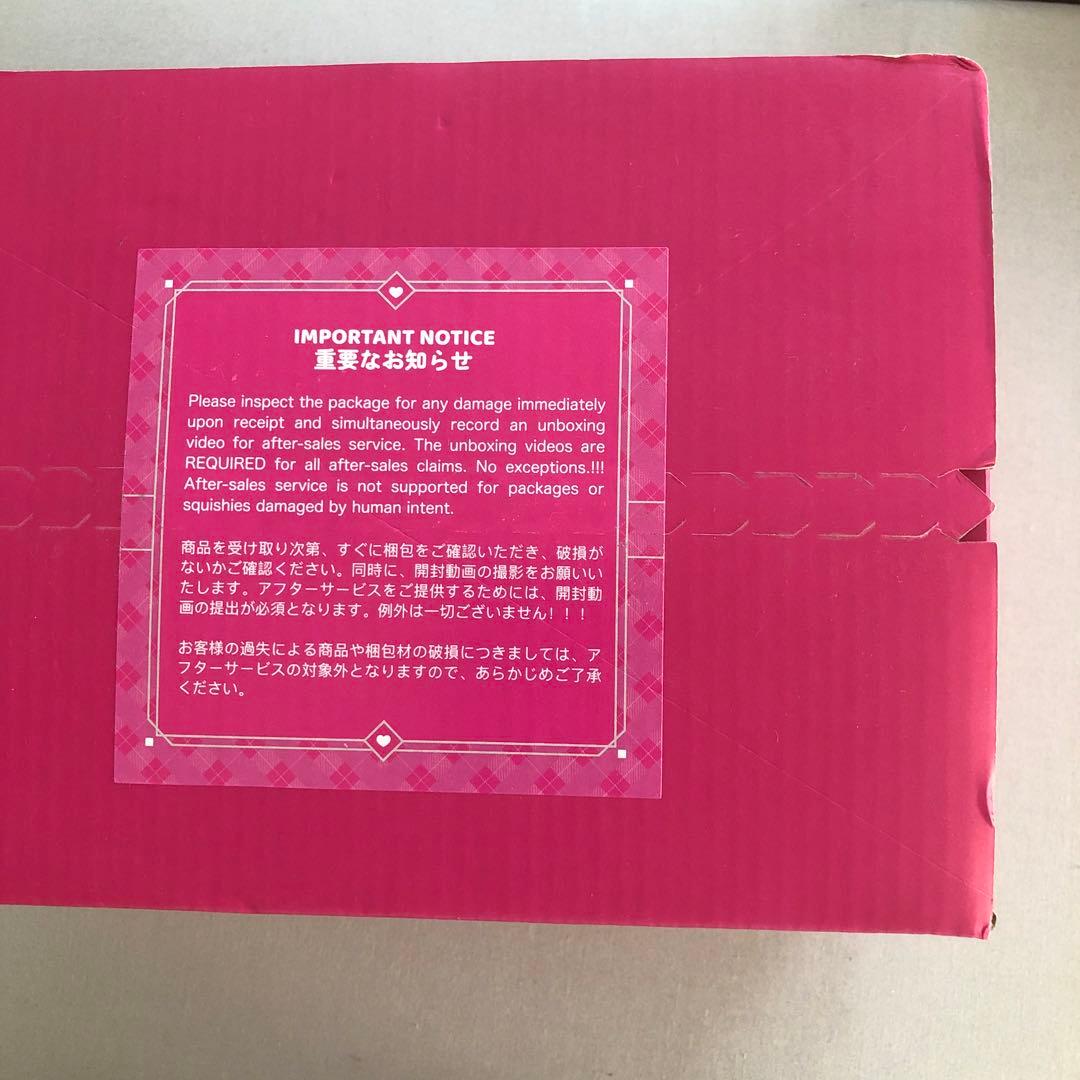 IMPORTANT NOTICE
重要なお知らせ
Please inspect the package for any damage immediately
upon receipt and simultaneously record an unboxing
video for after-sales service. The unboxing videos are
REQUIRED for all after-sales claims. No exceptions.!!!
After-sales service is not supported for packages or
squishies damaged by human intent.
商品を受け取り次第、すぐに梱包をご確認いただき、破損が
ないかご確認ください。同時に、開封動画の撮影をお願いい
たします。アフターサービスをご提供するためには、開封動
画の提出が必須となります。例外は一切ございません!!!
お客様の過失による商品や梱包材の破損につきましては、ア
フターサービスの対象外となりますので、あらかじめご了承
ください。